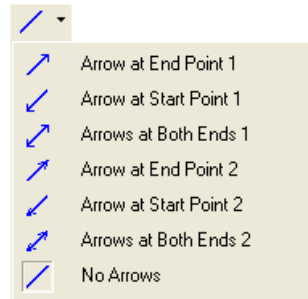 Arrow at End Point 1
Arrow at Start Point 1
Arrows at Both Ends 1
Arrow at End Point 2
Arrow at Start Point 2
Arrows at Both Ends 2
No Arrows